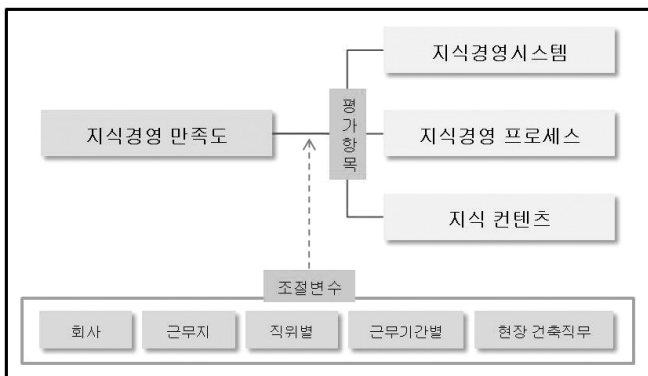 지식경영시스템
지식경영 만족도
평가항목
지식경영 프로세스
지식 컨텐츠
조절변수
회사
근무지
직위별
근무기간별
현장 건축직무